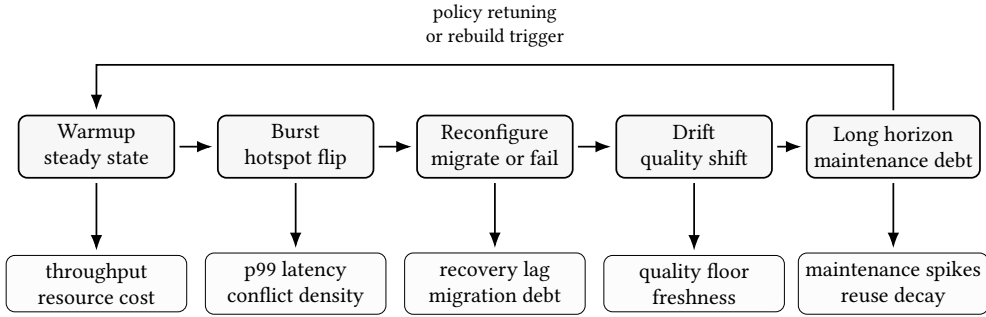 policy retuning
or rebuild trigger
Warmup
steady state
Burst
hotspot flip
Reconfigure
migrate or fail
Drift
quality shift
Long horizon
maintenance debt
throughput
resource cost
p99 latency
conflict density
recovery lag
migration debt
quality floor
freshness
maintenance spikes
reuse decay